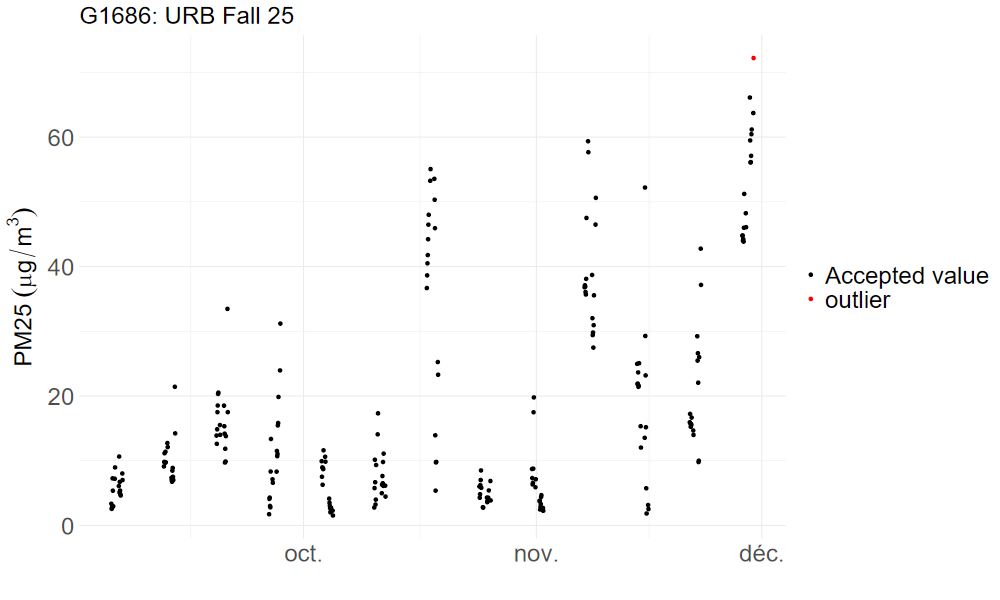 G1686: URB Fall 25
PM25 (μg/m³)
60
40
20
0
oct.
nov.
déc.
Accepted value
outlier